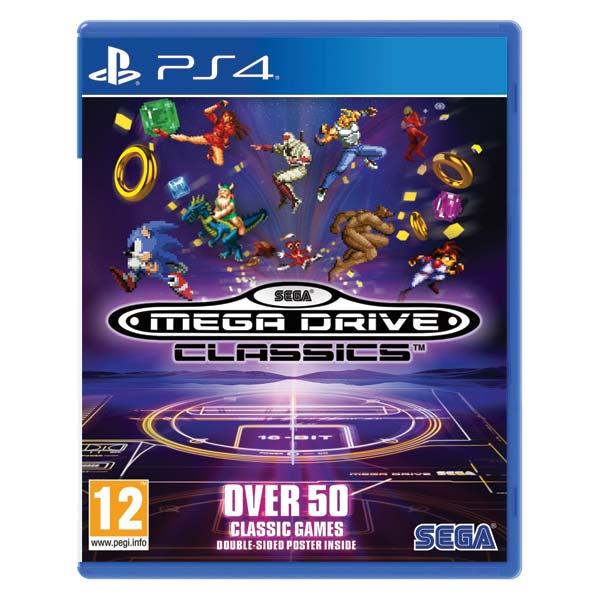 PS4
SEGA®
MEGA DRIVE
CLASSICS™
16-BIT
POWER
MEGA DRIVE SEGA
OVER 50
CLASSIC GAMES
DOUBLE-SIDED POSTER INSIDE
12
www.pegi.info
SEGA